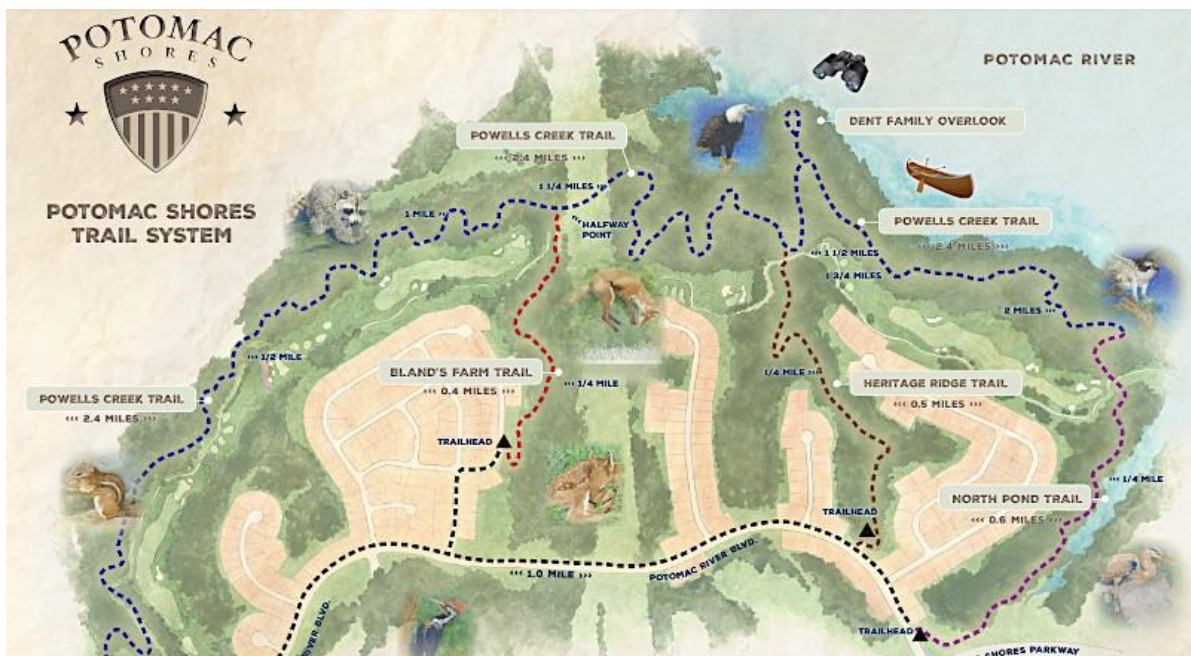 POTOMAC
SHORES
POTOMAC SHORES
TRAIL SYSTEM
POTOMAC RIVER
DENT FAMILY OVERLOOK
POWELLS CREEK TRAIL
<<< 2.4 MILES >>>
1 1/4 MILES >>
1 MILE >>
HALFWAY
POINT
POWELLS CREEK TRAIL
<<< 2.4 MILES >>>
<<< 1 1/2 MILES
1 3/4 MILES
2 MILES >>>
<<< 1/2 MILE
BLAND'S FARM TRAIL
<<< 0.4 MILES >>>
<<< 1/4 MILE
1/4 MILE >>>
HERITAGE RIDGE TRAIL
<<< 0.5 MILES >>>
POWELLS CREEK TRAIL
<<< 2.4 MILES >>>
TRAILHEAD
<<< 1/4 MILE
NORTH POND TRAIL
<<< 0.6 MILES >>>
TRAILHEAD
<<< 1.0 MILE >>>
POTOMAC RIVER BLVD.
RIVER BLVD.
TRAILHEAD
SHORES PARKWAY